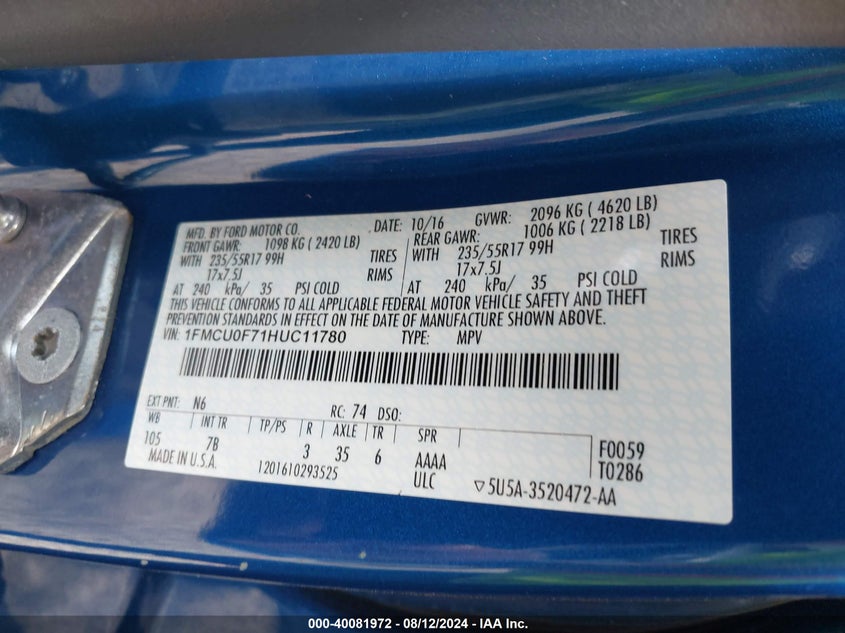 MFD. BY FORD MOTOR CO. DATE: 10/16 GVWR: 2096 KG ( 4620 LB)
FRONT GAWR: 1098 KG ( 2420 LB) REAR GAWR: 1006 KG ( 2218 LB)
WITH 235/55R17 99H TIRES WITH 235/55R17 99H TIRES
17x7.5J RIMS 17x7.5J RIMS
AT 240 kPa/ 35 PSI COLD AT 240 kPa/ 35 PSI COLD
THIS VEHICLE CONFORMS TO ALL APPLICABLE FEDERAL MOTOR VEHICLE SAFETY AND THEFT
PREVENTION STANDARDS IN EFFECT ON THE DATE OF MANUFACTURE SHOWN ABOVE.
VIN: 1FMCU0F71HUC11780 TYPE: MPV
EXT PNT: N6 RC: 74 DSO:
WB INT TR TP/PS R AXLE TR SPR
105 7B 3 35 6 AAAA F0059
MADE IN U.S.A. 1201610293525 ULC T0286
▽5U5A-3520472-AA
000-40081972 - 08/12/2024 - IAA Inc.